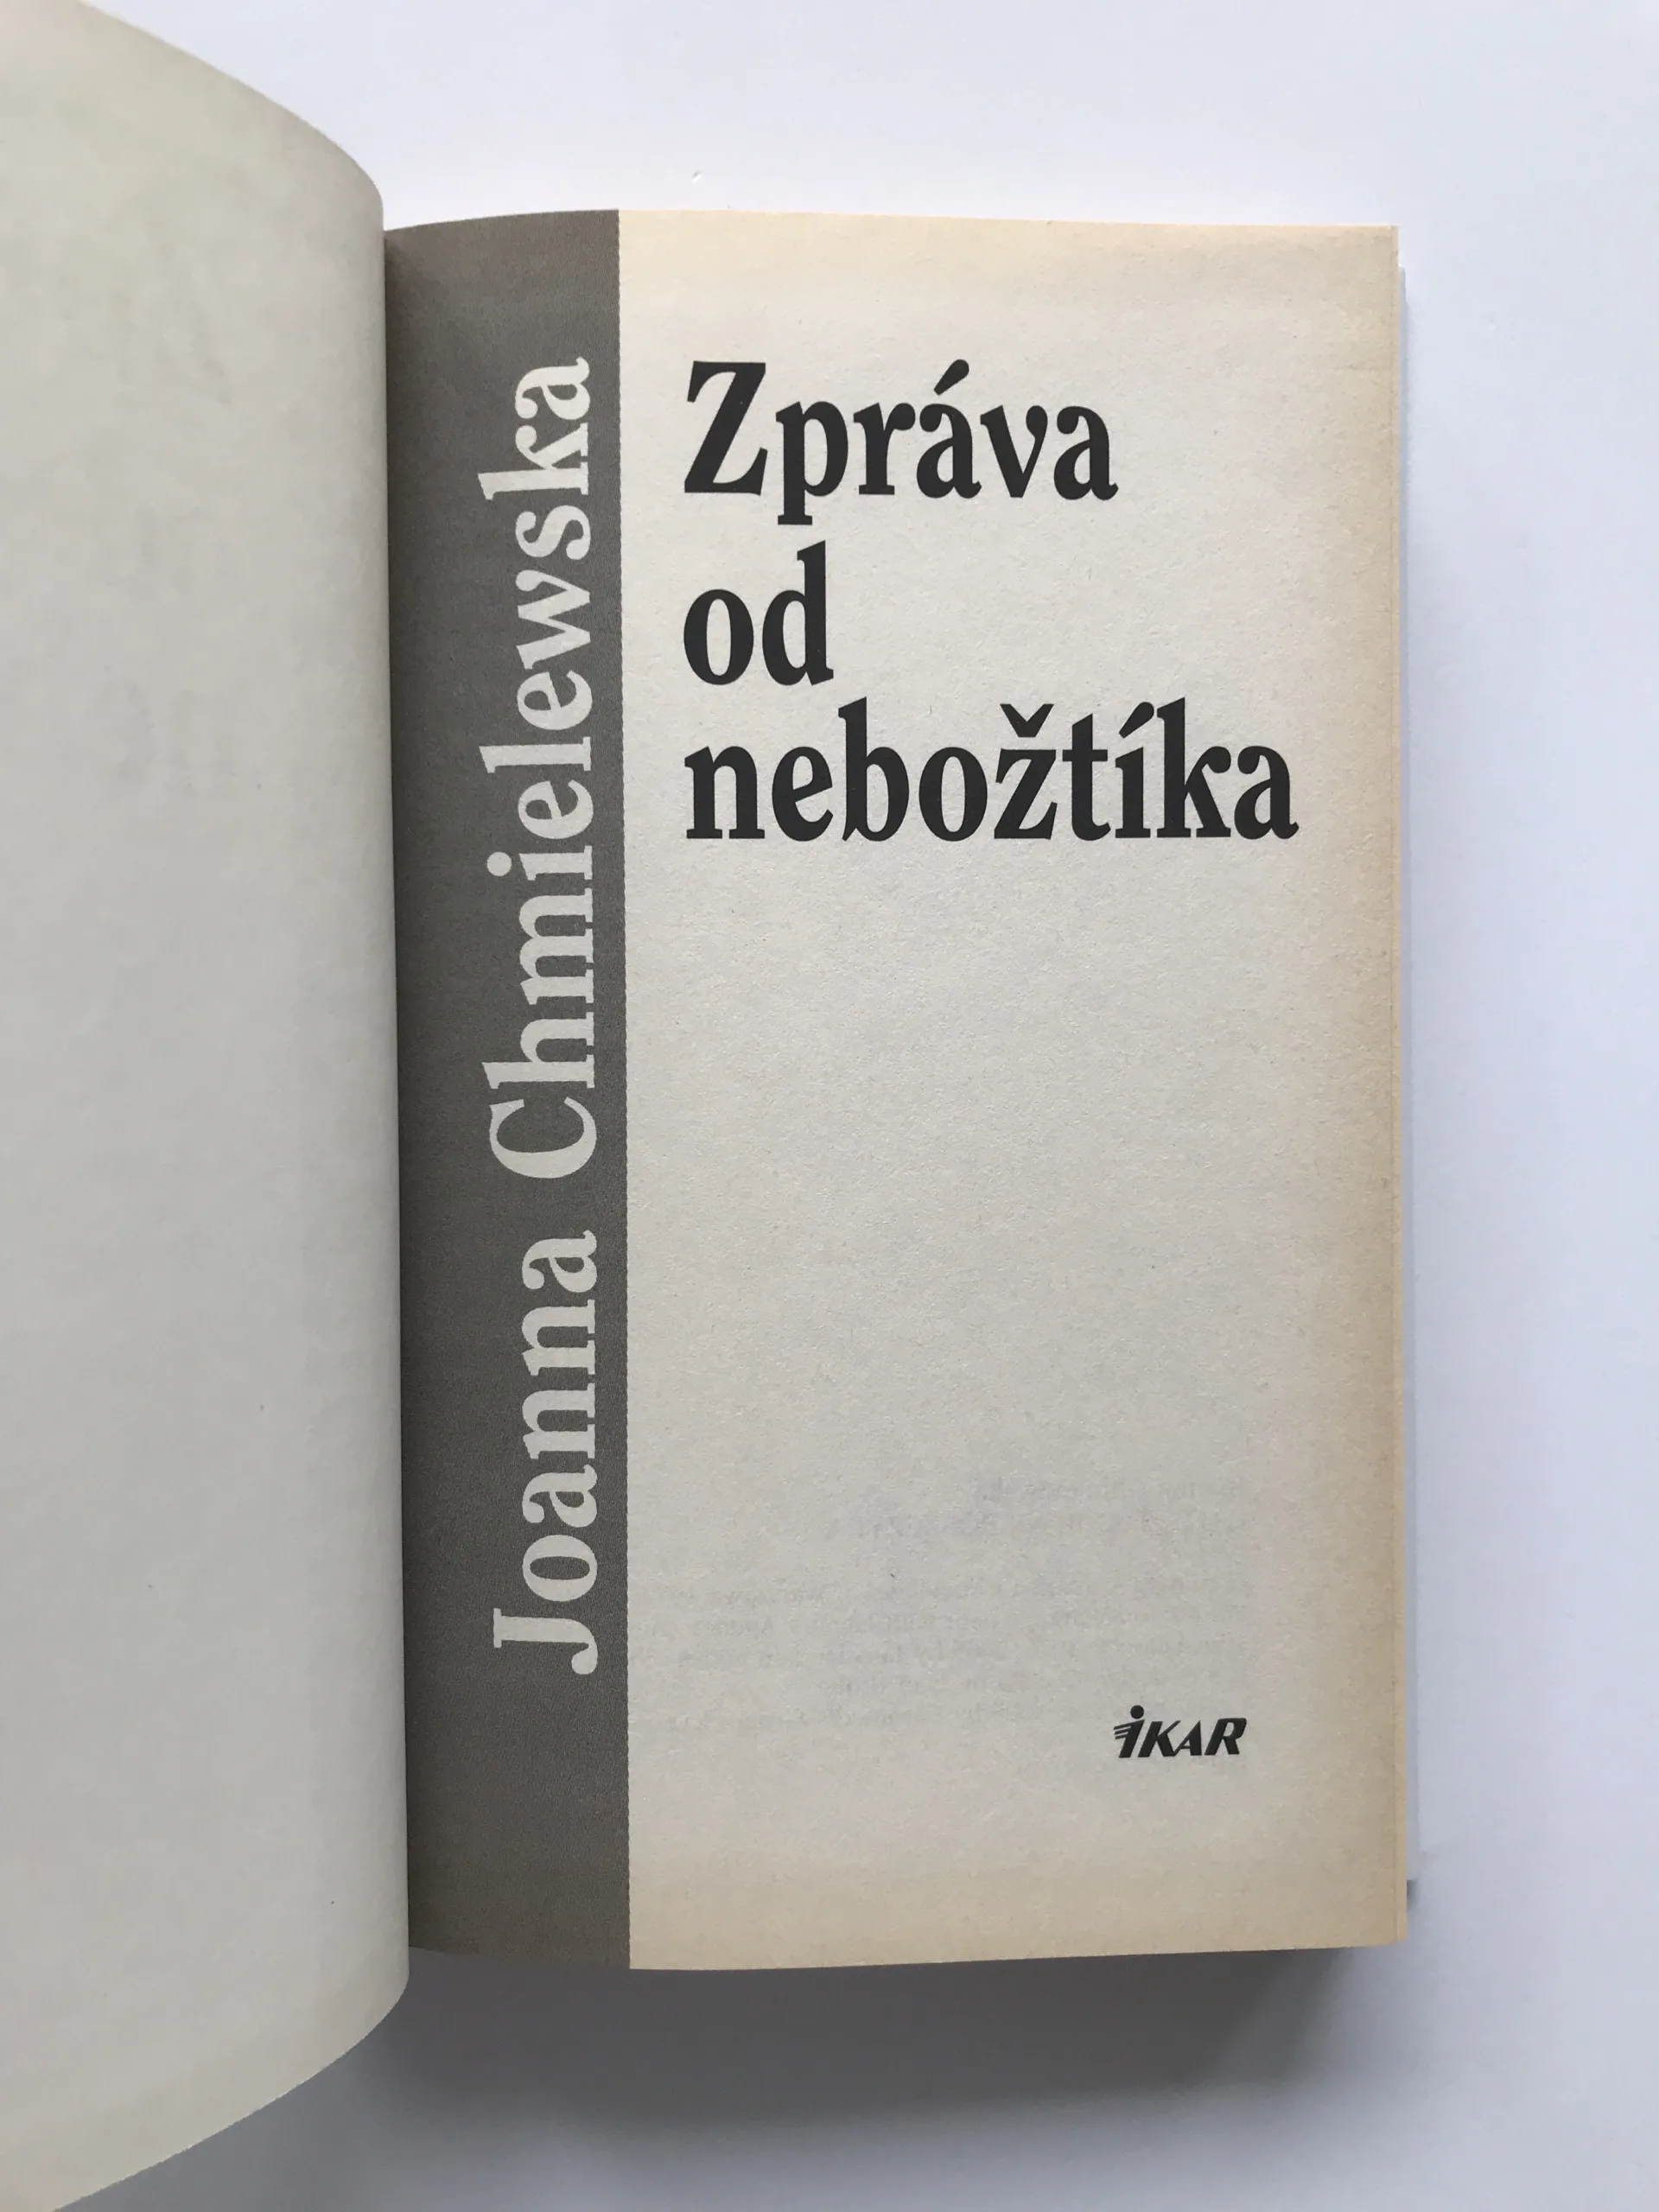 Joanna Chmielewska
Zpráva
od
nebožtíka
IKAR